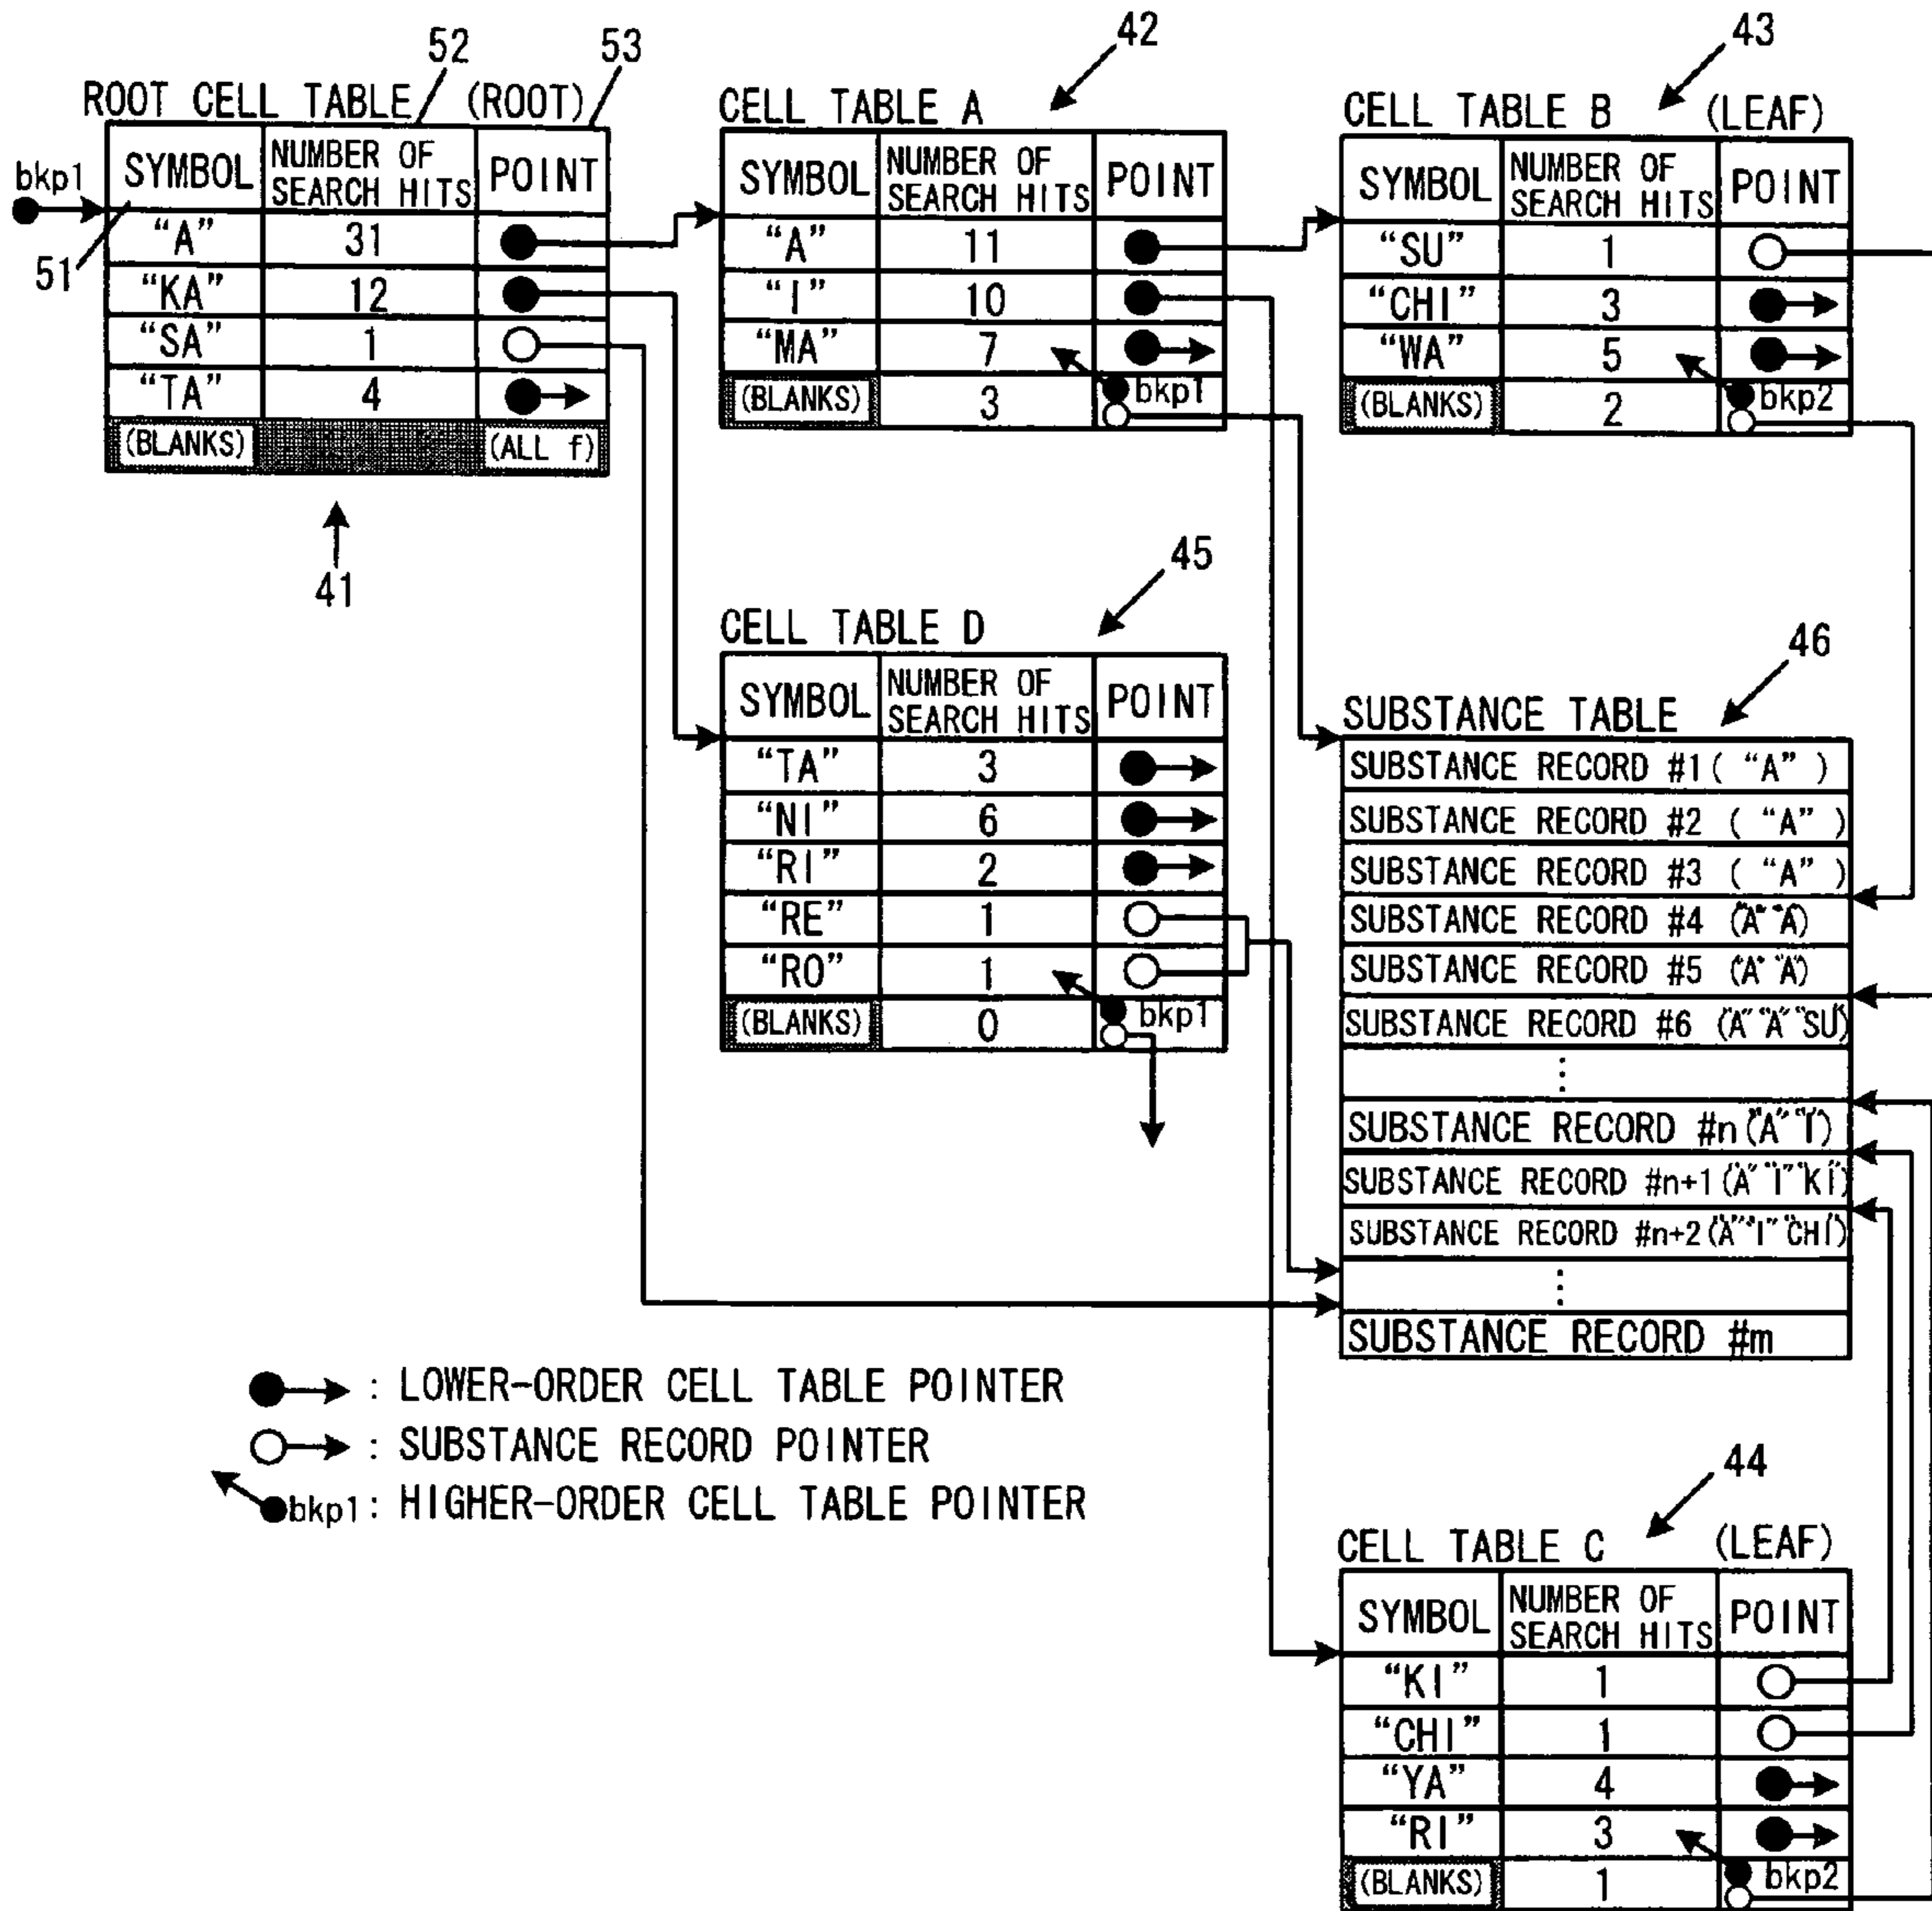 52
53
42
43
ROOT CELL TABLE (ROOT)
SYMBOL NUMBER OF SEARCH HITS POINT
bkp1
51
“A” 31
“KA” 12
“SA” 1
“TA” 4
(BLANKS) (ALL f)
41
CELL TABLE A
SYMBOL NUMBER OF SEARCH HITS POINT
“A” 11
“I” 10
“MA” 7
(BLANKS) 3 bkp1
CELL TABLE B (LEAF)
SYMBOL NUMBER OF SEARCH HITS POINT
“SU” 1
“CHI” 3
“WA” 5
(BLANKS) 2 bkp2
45
CELL TABLE D
SYMBOL NUMBER OF SEARCH HITS POINT
“TA” 3
“NI” 6
“RI” 2
“RE” 1
“RO” 1
(BLANKS) 0 bkp1
46
SUBSTANCE TABLE
SUBSTANCE RECORD #1 ( “A” )
SUBSTANCE RECORD #2 ( “A” )
SUBSTANCE RECORD #3 ( “A” )
SUBSTANCE RECORD #4 (“A” “A”)
SUBSTANCE RECORD #5 (“A” “A”)
SUBSTANCE RECORD #6 (“A” “A” “SU”)
⋮
SUBSTANCE RECORD #n (“A” “I”)
SUBSTANCE RECORD #n+1 (“A” “I” “KI”)
SUBSTANCE RECORD #n+2 (“A” “I” “CHI”)
⋮
SUBSTANCE RECORD #m
: LOWER-ORDER CELL TABLE POINTER
: SUBSTANCE RECORD POINTER
bkp1 : HIGHER-ORDER CELL TABLE POINTER
44
CELL TABLE C (LEAF)
SYMBOL NUMBER OF SEARCH HITS POINT
“KI” 1
“CHI” 1
“YA” 4
“RI” 3
(BLANKS) 1 bkp2